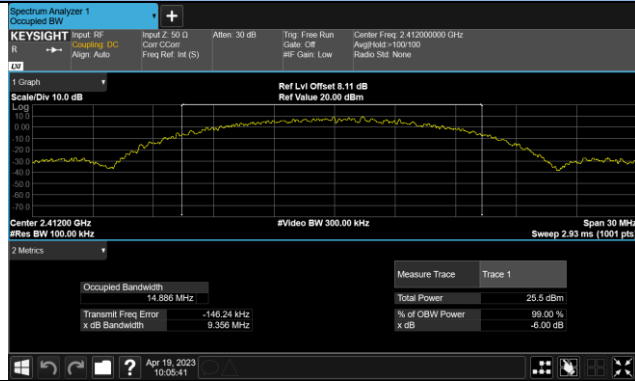 Spectrum Analyzer 1
Occupied BW
+
KEYSIGHT
R
LXI
Input: RF
Coupling: DC
Align: Auto
Input Z: 50 Ω
Corr CCorr
Freq Ref: Int (S)
Atten: 30 dB
Trig: Free Run
Gate: Off
#IF Gain: Low
Center Freq: 2.412000000 GHz
Avg|Hold:>100/100
Radio Std: None
1 Graph
Scale/Div 10.0 dB
Ref Lvl Offset 8.11 dB
Ref Value 20.00 dBm
Log
10.0
0.00
-10.0
-20.0
-30.0
-40.0
-50.0
-60.0
-70.0
Center 2.41200 GHz
#Res BW 100.00 kHz
#Video BW 300.00 kHz
Span 30 MHz
Sweep 2.93 ms (1001 pts)
2 Metrics
Occupied Bandwidth
14.886 MHz
Transmit Freq Error -146.24 kHz
x dB Bandwidth 9.356 MHz
Measure Trace Trace 1
Total Power 25.5 dBm
% of OBW Power 99.00 %
x dB -6.00 dB
?
Apr 19, 2023
10:05:41